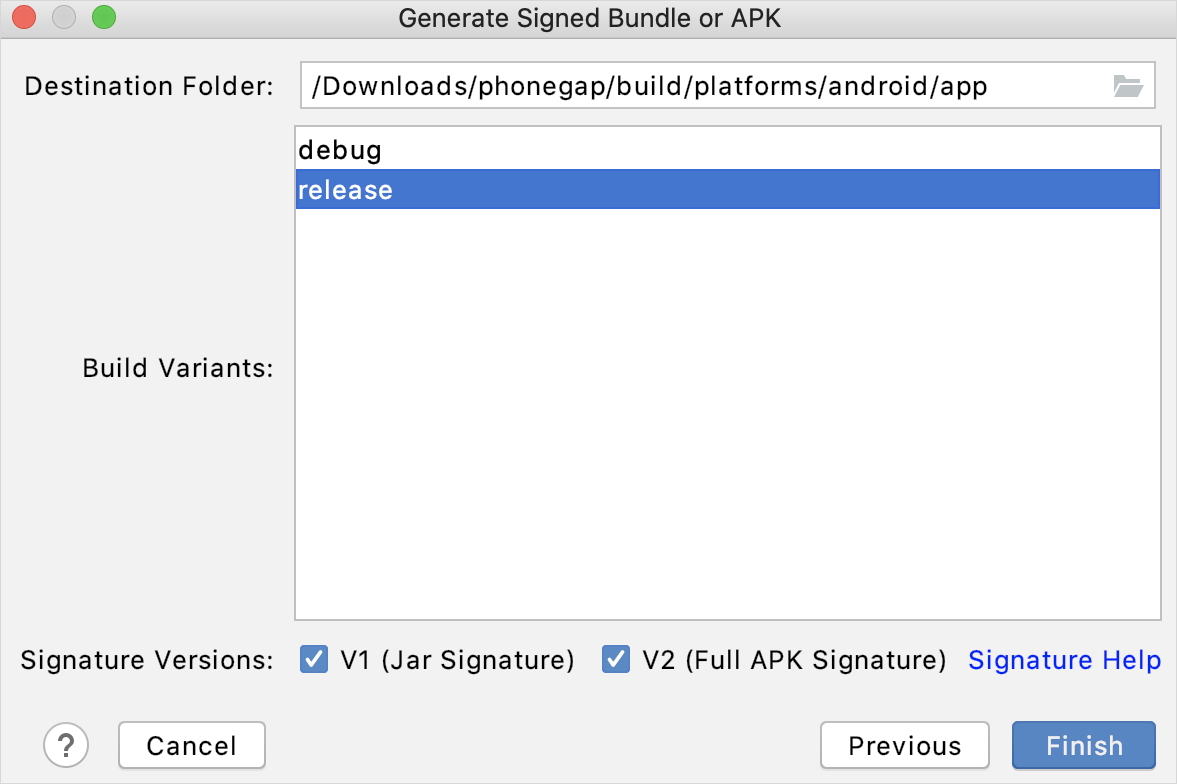 Generate Signed Bundle or APK
Destination Folder: /Downloads/phonegap/build/platforms/android/app
debug
release
Build Variants:
Signature Versions: V1 (Jar Signature) V2 (Full APK Signature) Signature Help
? Cancel Previous Finish